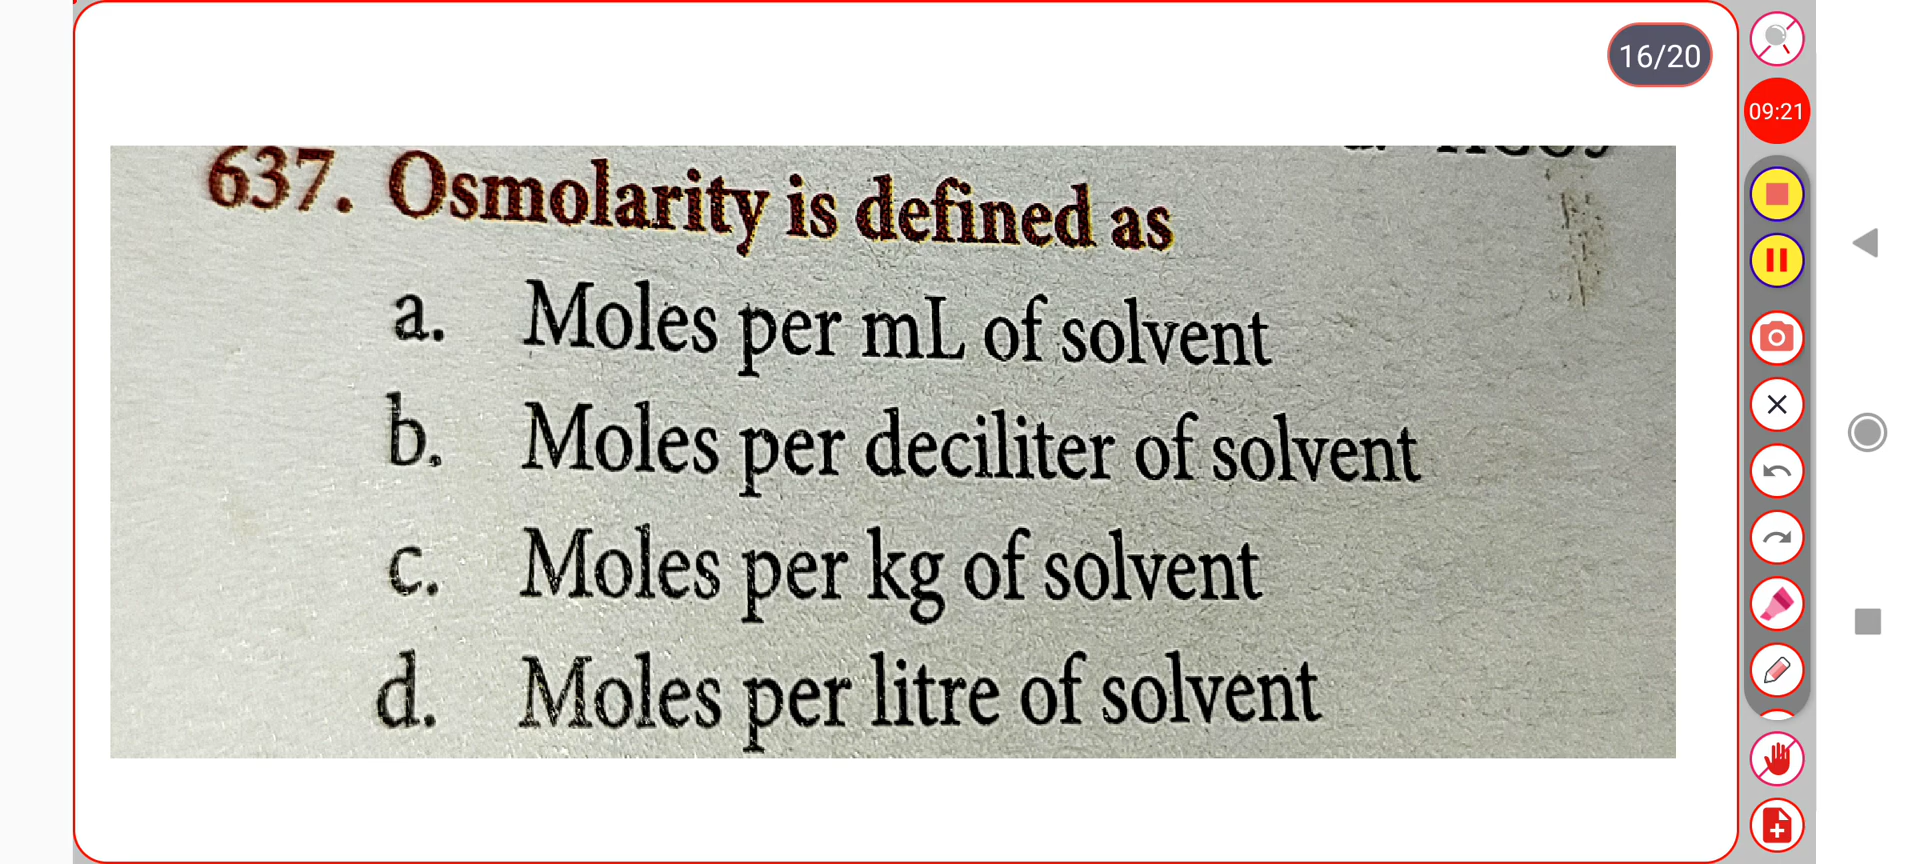 16/20
09:21
637. Osmolarity is defined as
a. Moles per mL of solvent
b. Moles per deciliter of solvent
c. Moles per kg of solvent
d. Moles per litre of solvent